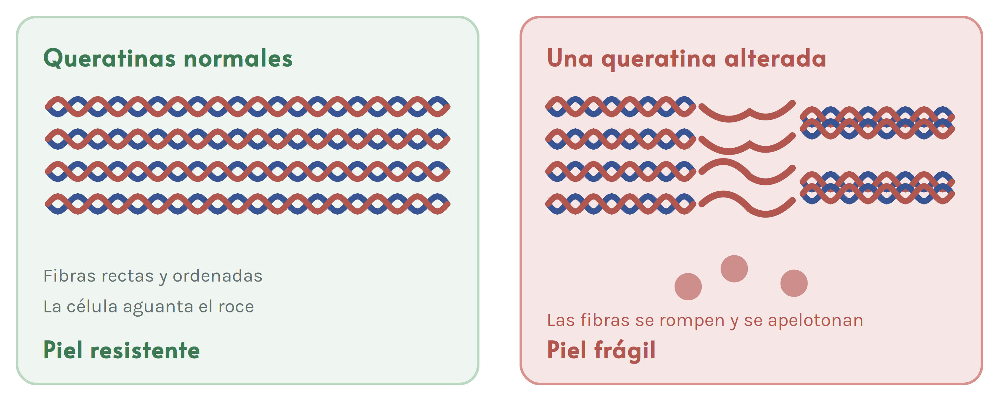 Queratinas normales
Fibras rectas y ordenadas
La célula aguanta el roce
Piel resistente
Una queratina alterada
Las fibras se rompen y se apelotonan
Piel frágil